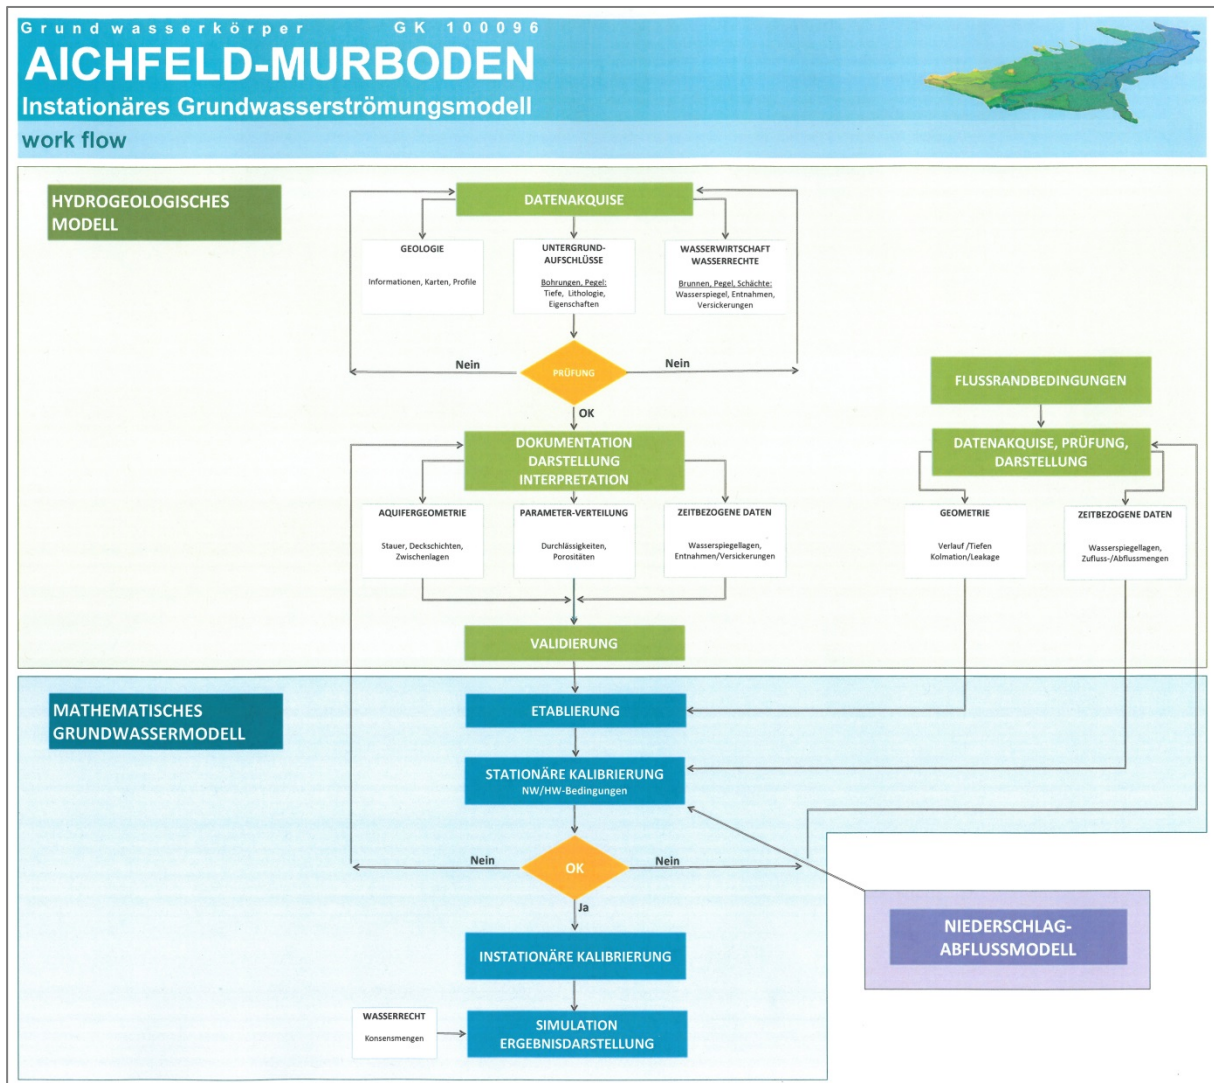 Grundwasserkörper GK 100096
AICHFELD-MURBODEN
Instationäres Grundwasserströmungsmodell
work flow
HYDROGEOLOGISCHES
MODELL
DATENAKQUISE
GEOLOGIE
Informationen, Karten, Profile
UNTERGRUND-
AUFSCHLÜSSE
Bohrungen, Pegel:
Tiefe, Lithologie,
Eigenschaften
WASSERWIRTSCHAFT
WASSERRECHTE
Brunnen, Pegel, Schächte:
Wasserspiegel, Entnahmen,
Versickerungen
Nein
PRÜFUNG
Nein
OK
FLUSSRANDBEDINGUNGEN
DOKUMENTATION
DARSTELLUNG
INTERPRETATION
DATENAKQUISE, PRÜFUNG,
DARSTELLUNG
AQUIFERGEOMETRIE
Stauer, Deckschichten,
Zwischenlagen
PARAMETER-VERTEILUNG
Durchlässigkeiten,
Porositäten
ZEITBEZOGENE DATEN
Wasserspiegellagen,
Entnahmen/Versickerungen
GEOMETRIE
Verlauf /Tiefen
Kolmation/Leakage
ZEITBEZOGENE DATEN
Wasserspiegellagen,
Zufluss-/Abflussmengen
VALIDIERUNG
MATHEMATISCHES
GRUNDWASSERMODELL
ETABLIERUNG
STATIONÄRE KALIBRIERUNG
NW/HW-Bedingungen
Nein
OK
Nein
Ja
NIEDERSCHLAG-
ABFLUSSMODELL
INSTATIONÄRE KALIBRIERUNG
WASSERRECHT
Konsensmengen
SIMULATION
ERGEBNISDARSTELLUNG